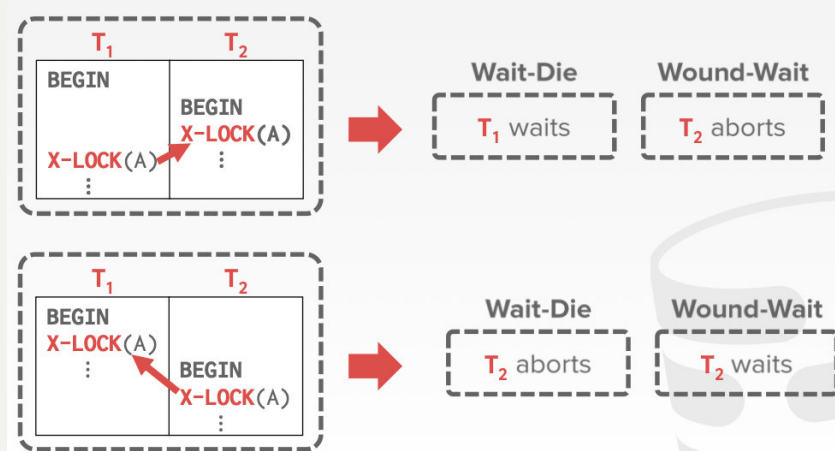 T1 T2
BEGIN
BEGIN
X-LOCK(A)
X-LOCK(A)
⋮
⋮
Wait-Die Wound-Wait
T1 waits T2 aborts
T1 T2
BEGIN
X-LOCK(A)
⋮
BEGIN
X-LOCK(A)
⋮
Wait-Die Wound-Wait
T2 aborts T2 waits